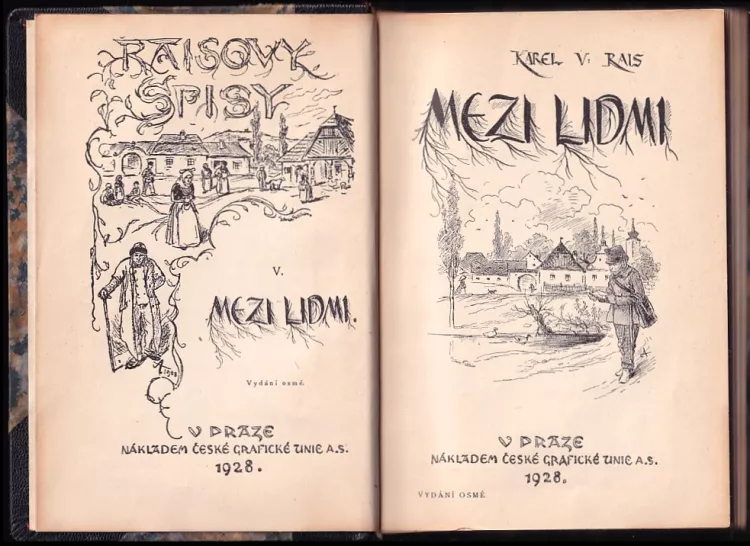 RAISOVY
SPISY
V.
MEZI LIDMI.
Vydání osmé
V PRAZE
NÁKLADEM ČESKÉ GRAFICKÉ UNIE A.S.
1928.
KAREL V. RAIS
MEZI LIDMI
V PRAZE
NÁKLADEM ČESKÉ GRAFICKÉ UNIE A.S.
1928.
VYDÁNÍ OSMÉ